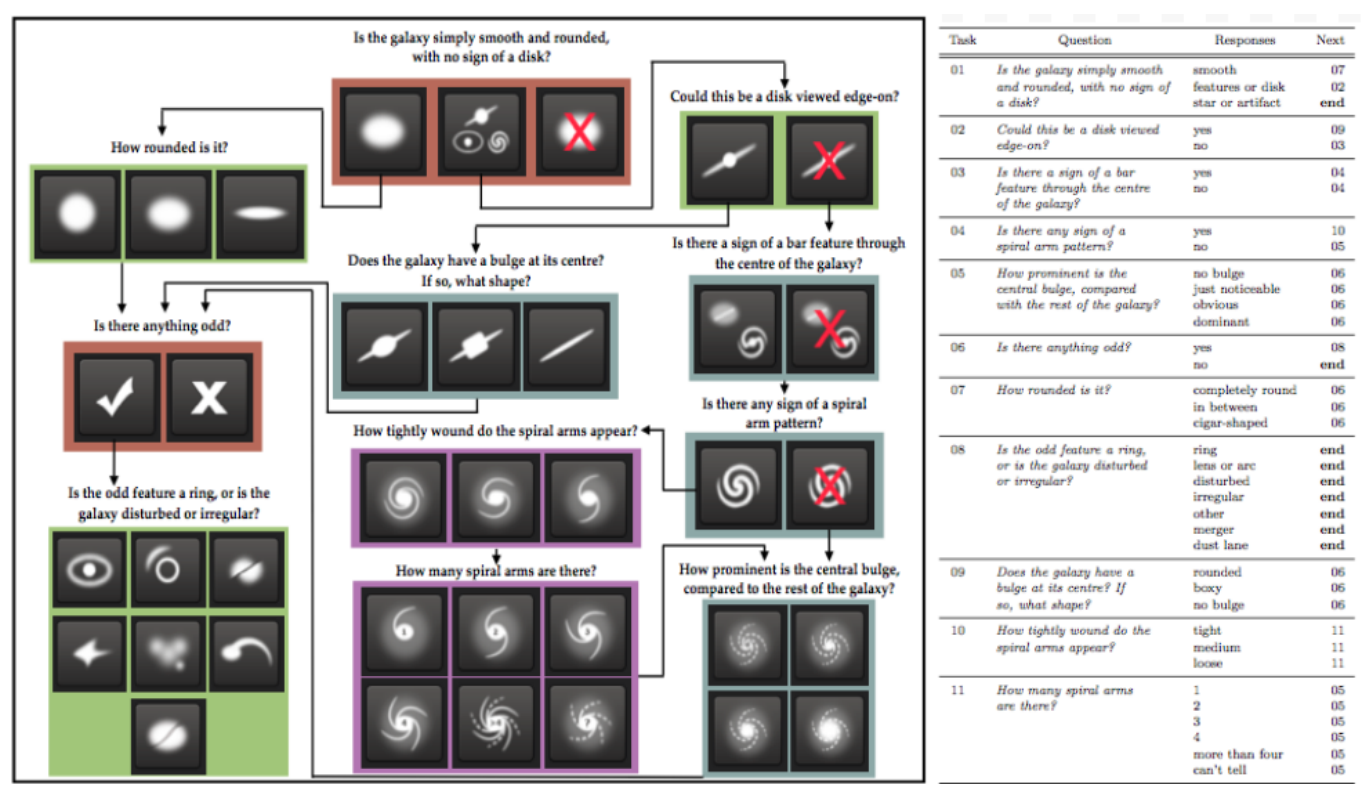 Is the galaxy simply smooth and rounded,
with no sign of a disk?
Could this be a disk viewed edge-on?
How rounded is it?
Is there a sign of a bar feature through
the centre of the galaxy?
Does the galaxy have a bulge at its centre?
If so, what shape?
Is there anything odd?
Is there any sign of a spiral
arm pattern?
How tightly wound do the spiral arms appear?
Is the odd feature a ring, or is the
galaxy disturbed or irregular?
How many spiral arms are there?
How prominent is the central bulge,
compared to the rest of the galaxy?
1 2 3
4 ?
Task Question Responses Next
01 Is the galaxy simply smooth smooth 07
and rounded, with no sign of features or disk 02
a disk? star or artifact end
02 Could this be a disk viewed yes 09
edge-on? no 03
03 Is there a sign of a bar yes 04
feature through the centre no 04
of the galaxy?
04 Is there any sign of a yes 10
spiral arm pattern? no 05
05 How prominent is the no bulge 06
central bulge, compared just noticeable 06
with the rest of the galaxy? obvious 06
dominant 06
06 Is there anything odd? yes 08
no end
07 How rounded is it? completely round 06
in between 06
cigar-shaped 06
08 Is the odd feature a ring, ring end
or is the galaxy disturbed lens or arc end
or irregular? disturbed end
irregular end
other end
merger end
dust lane end
09 Does the galaxy have a rounded 06
bulge at its centre? If boxy 06
so, what shape? no bulge 06
10 How tightly wound do the tight 11
spiral arms appear? medium 11
loose 11
11 How many spiral arms 1 05
are there? 2 05
3 05
4 05
more than four 05
can't tell 05